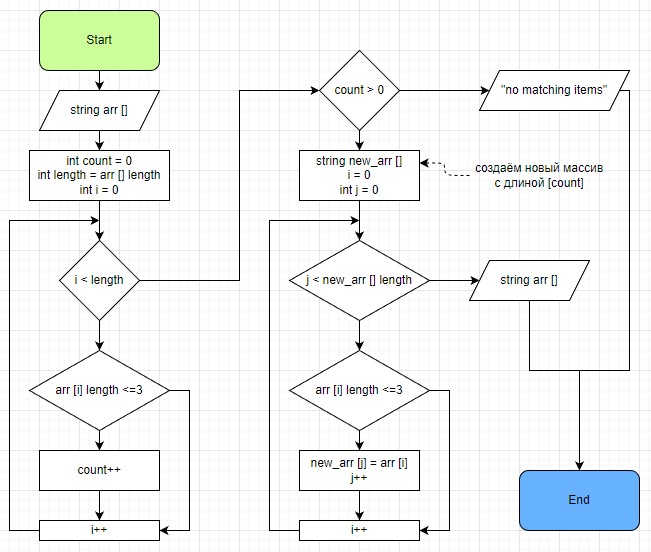 Start
string arr []
int count = 0
int length = arr [] length
int i = 0
i < length
arr [i] length <=3
count++
i++
count > 0
"no matching items"
string new_arr []
i = 0
int j = 0
создаём новый массив
с длиной [count]
j < new_arr [] length
string arr []
arr [i] length <=3
new_arr [j] = arr [i]
j++
i++
End